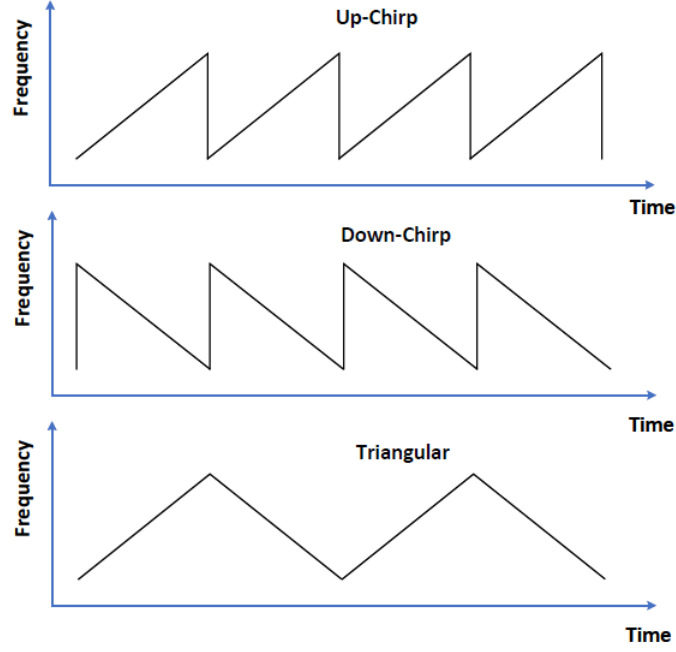 Up-Chirp
Frequency
Time
Down-Chirp
Frequency
Time
Triangular
Frequency
Time